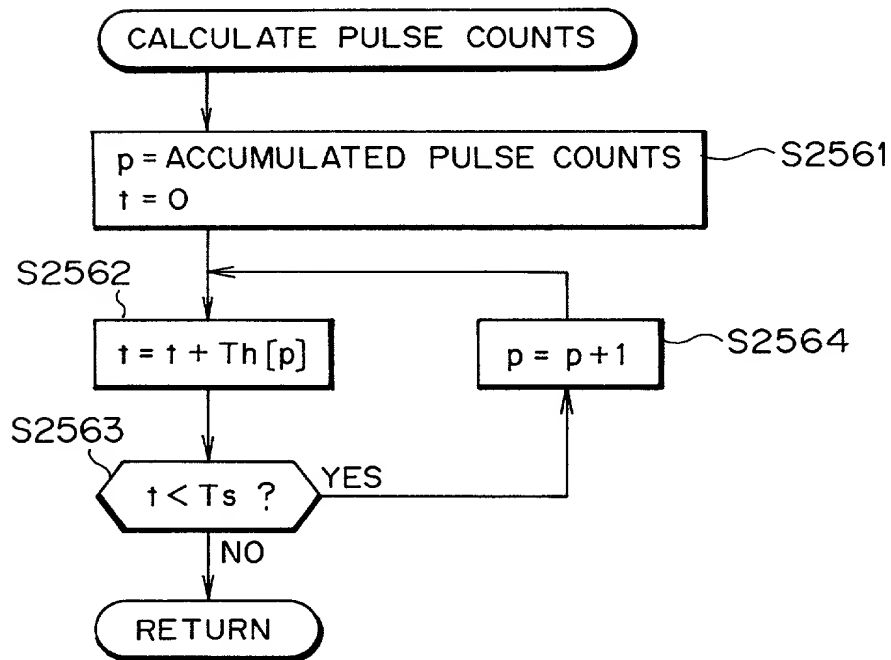 CALCULATE PULSE COUNTS
p = ACCUMULATED PULSE COUNTS
t = 0
S2561
S2562
t = t + Th[p]
p = p+1
S2564
S2563
t < Ts ?
YES
NO
RETURN